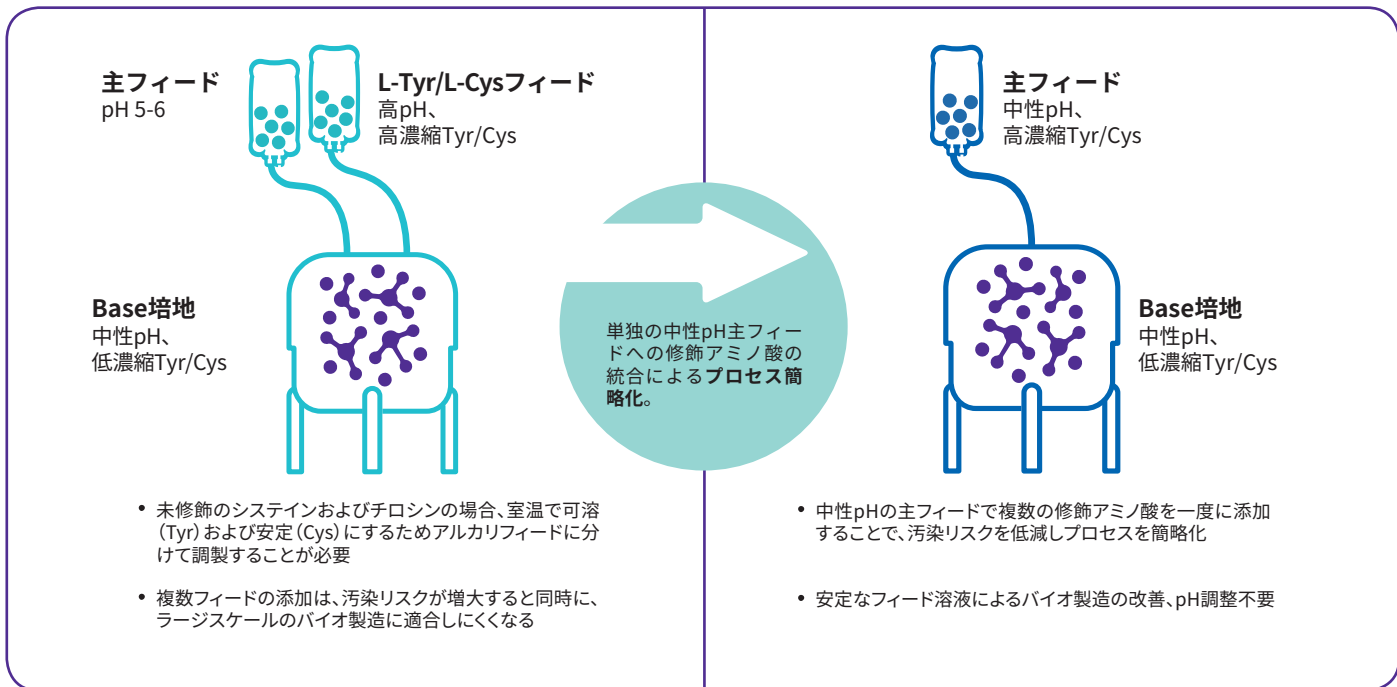 主フィード
pH 5-6
L-Tyr/L-Cysフィード
高pH、
高濃縮Tyr/Cys
Base培地
中性pH、
低濃縮Tyr/Cys
• 未修飾のシステインおよびチロシンの場合、室温で可溶
（Tyr）および安定（Cys）にするためアルカリフィードに分
けて調製することが必要
• 複数フィードの添加は、汚染リスクが増大すると同時に、
ラージスケールのバイオ製造に適合しにくくなる
単独の中性pH主フィー
ドへの修飾アミノ酸の
統合によるプロセス簡
略化。
主フィード
中性pH、
高濃縮Tyr/Cys
Base培地
中性pH、
低濃縮Tyr/Cys
• 中性pHの主フィードで複数の修飾アミノ酸を一度に添加
することで、汚染リスクを低減しプロセスを簡略化
• 安定なフィード溶液によるバイオ製造の改善、pH調整不要